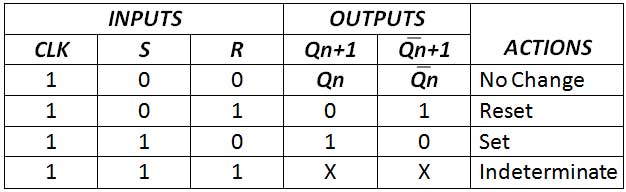 INPUTS OUTPUTS ACTIONS
CLK S R Qn+1 Q̅n+1
1 0 0 Qn Q̅n No Change
1 0 1 0 1 Reset
1 1 0 1 0 Set
1 1 1 X X Indeterminate